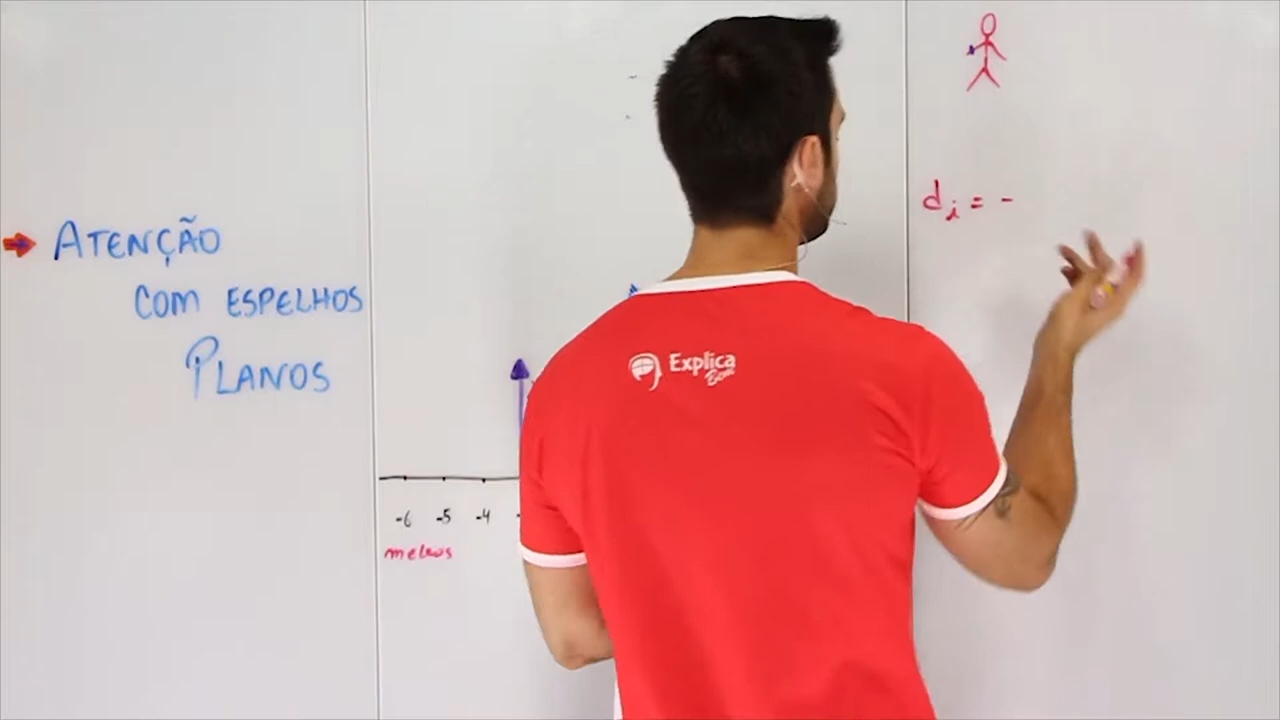 ATENÇÃO
COM ESPELHOS
PLANOS
di = -
Explica
Bem
-6 -5 -4 -
metros